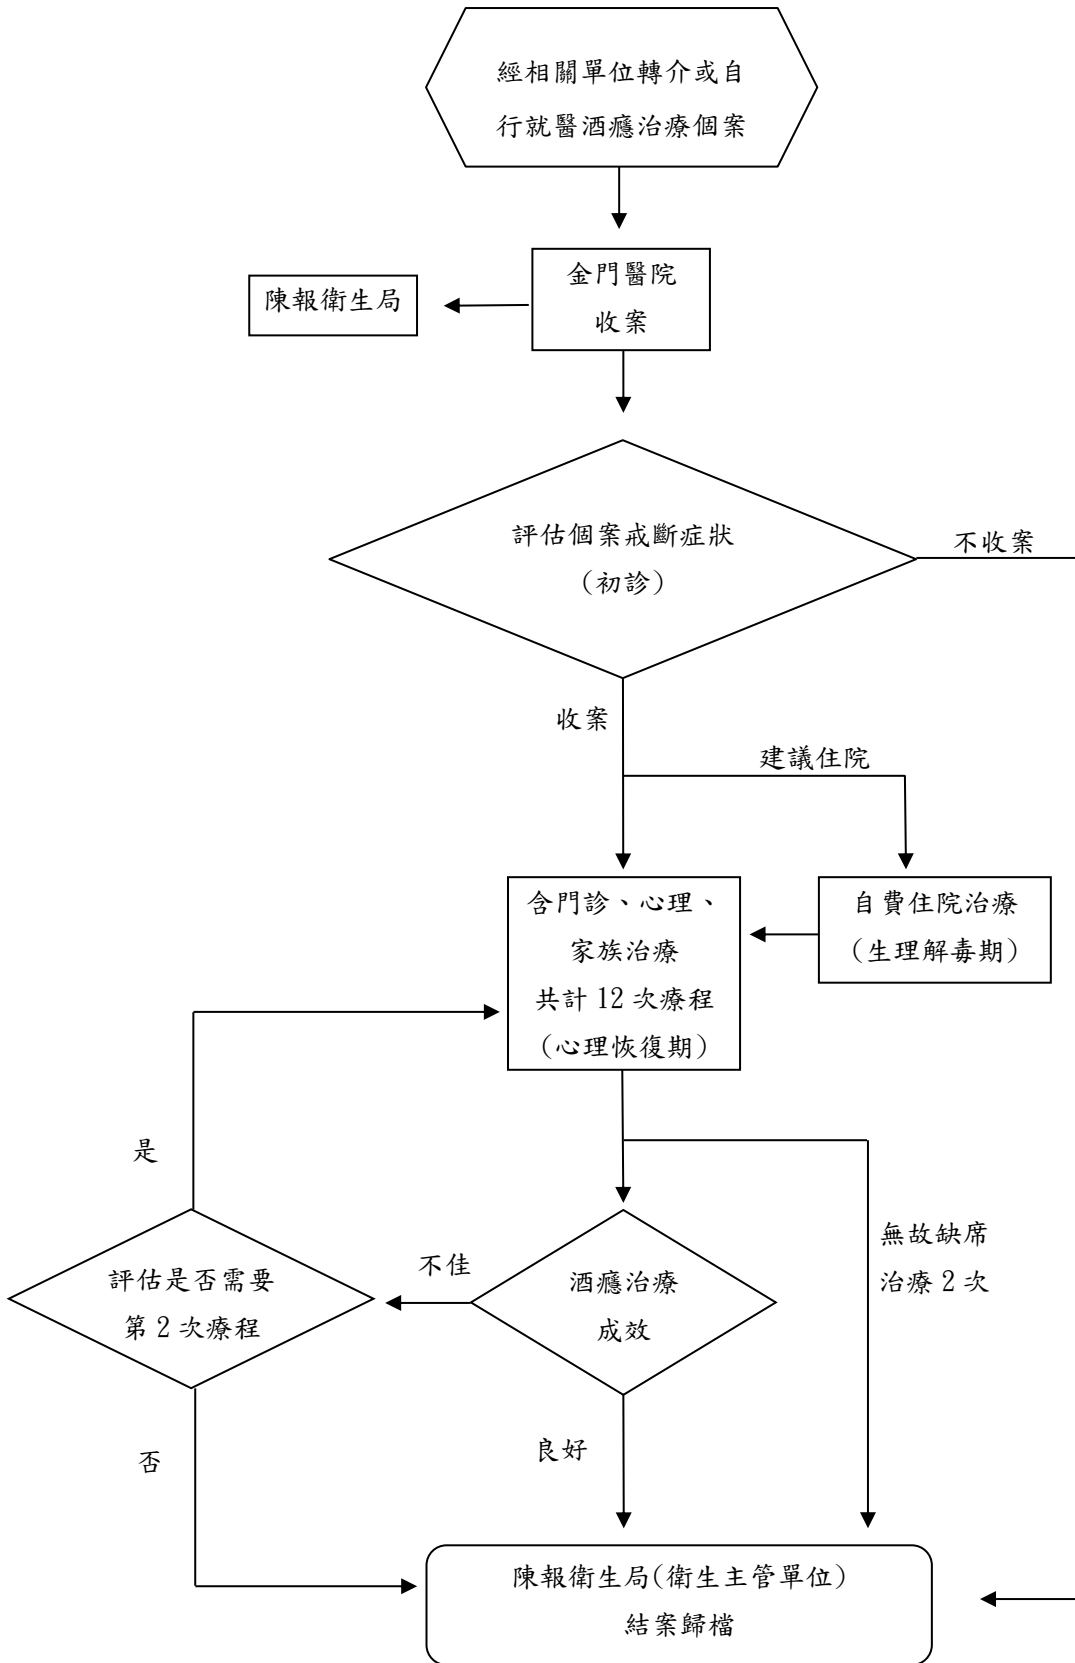 經相關單位轉介或自
行就醫酒癮治療個案
金門醫院
收案
陳報衛生局
評估個案戒斷症狀
（初診）
不收案
收案
建議住院
含門診、心理、
家族治療
共計 12 次療程
（心理恢復期）
自費住院治療
（生理解毒期）
是
評估是否需要
第 2 次療程
不佳
酒癮治療
成效
無故缺席
治療 2 次
否
良好
陳報衛生局(衛生主管單位)
結案歸檔